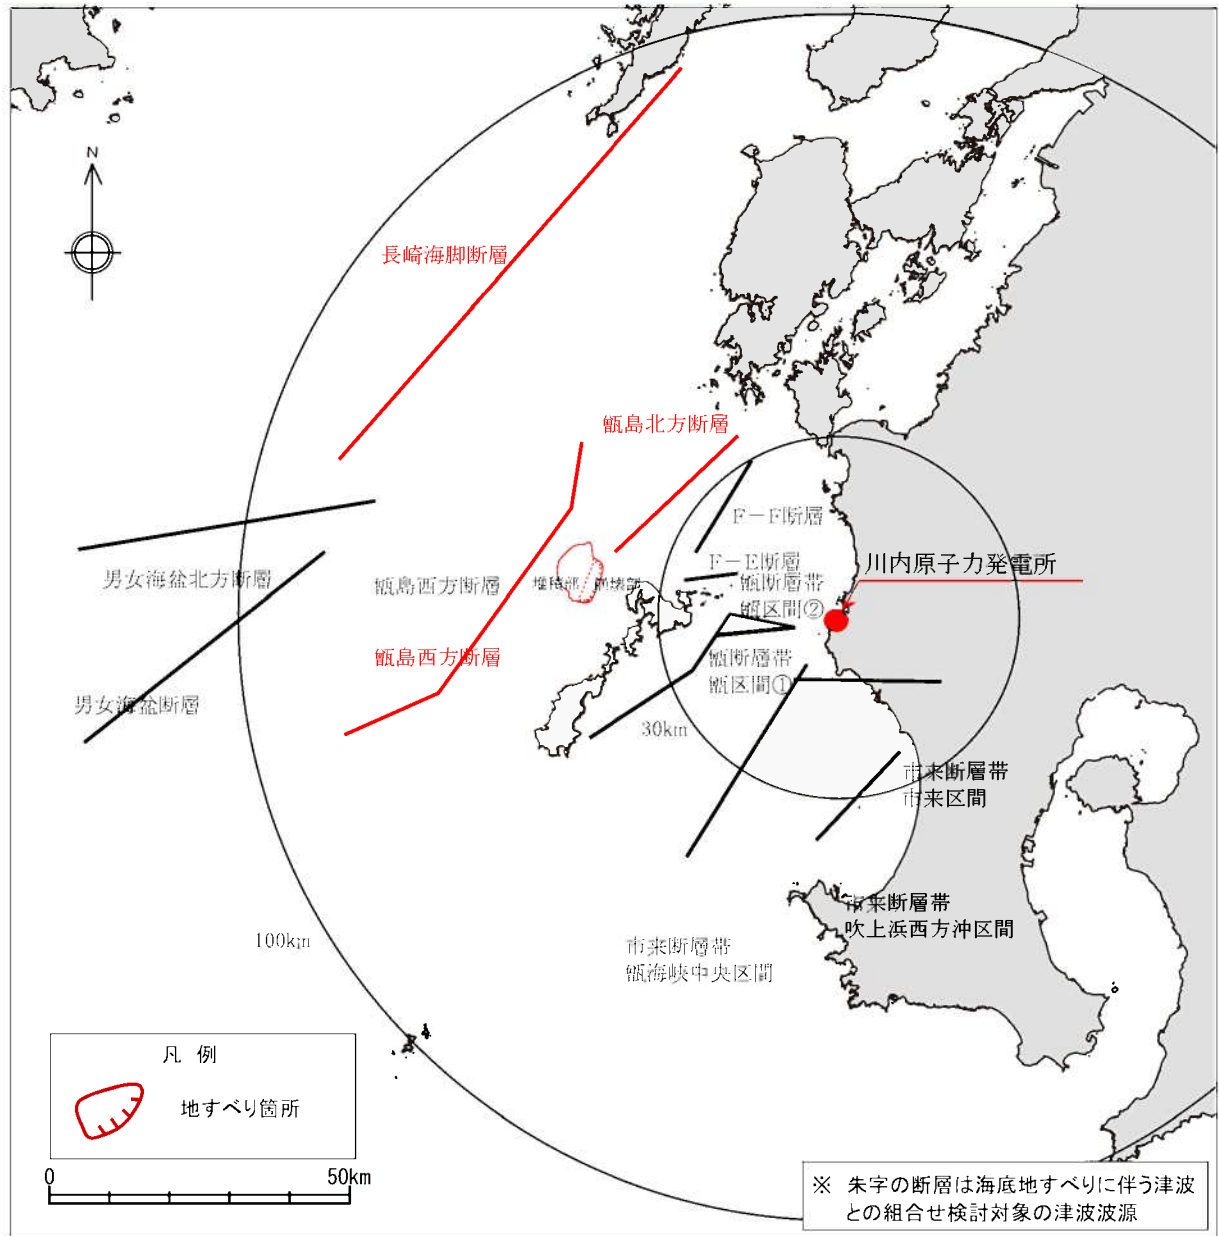 N
長崎海脚断層
甑島北方断層
F－F断層
F－E断層
甑断層帯
甑区間②
川内原子力発電所
男女海盆北方断層
甑島西方断層
堆積部
崩壊部
甑島西方断層
甑断層帯
甑区間①
男女海盆断層
30km
市来断層帯
市来区間
市来断層帯
吹上浜西方沖区間
100km
市来断層帯
甑海峡中央区間
凡 例
地すべり箇所
0
50km
※ 朱字の断層は海底地すべりに伴う津波
との組合せ検討対象の津波波源